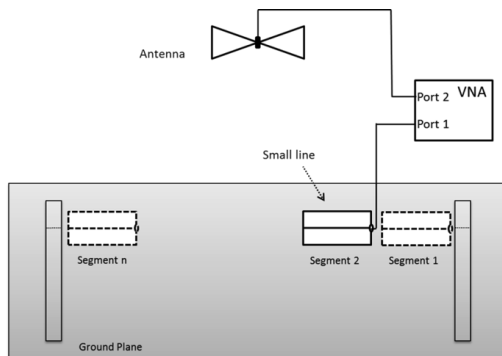 Antenna
Port 2 VNA
Port 1
Small line
Segment n
Segment 2
Segment 1
Ground Plane